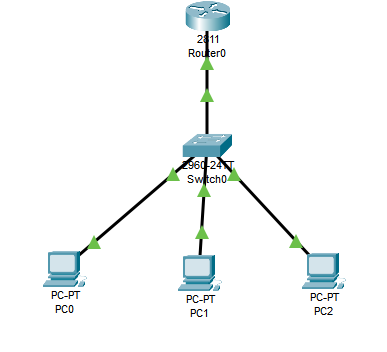 2811
Router0
2960-24TT
Switch0
PC-PT
PC0
PC-PT
PC1
PC-PT
PC2